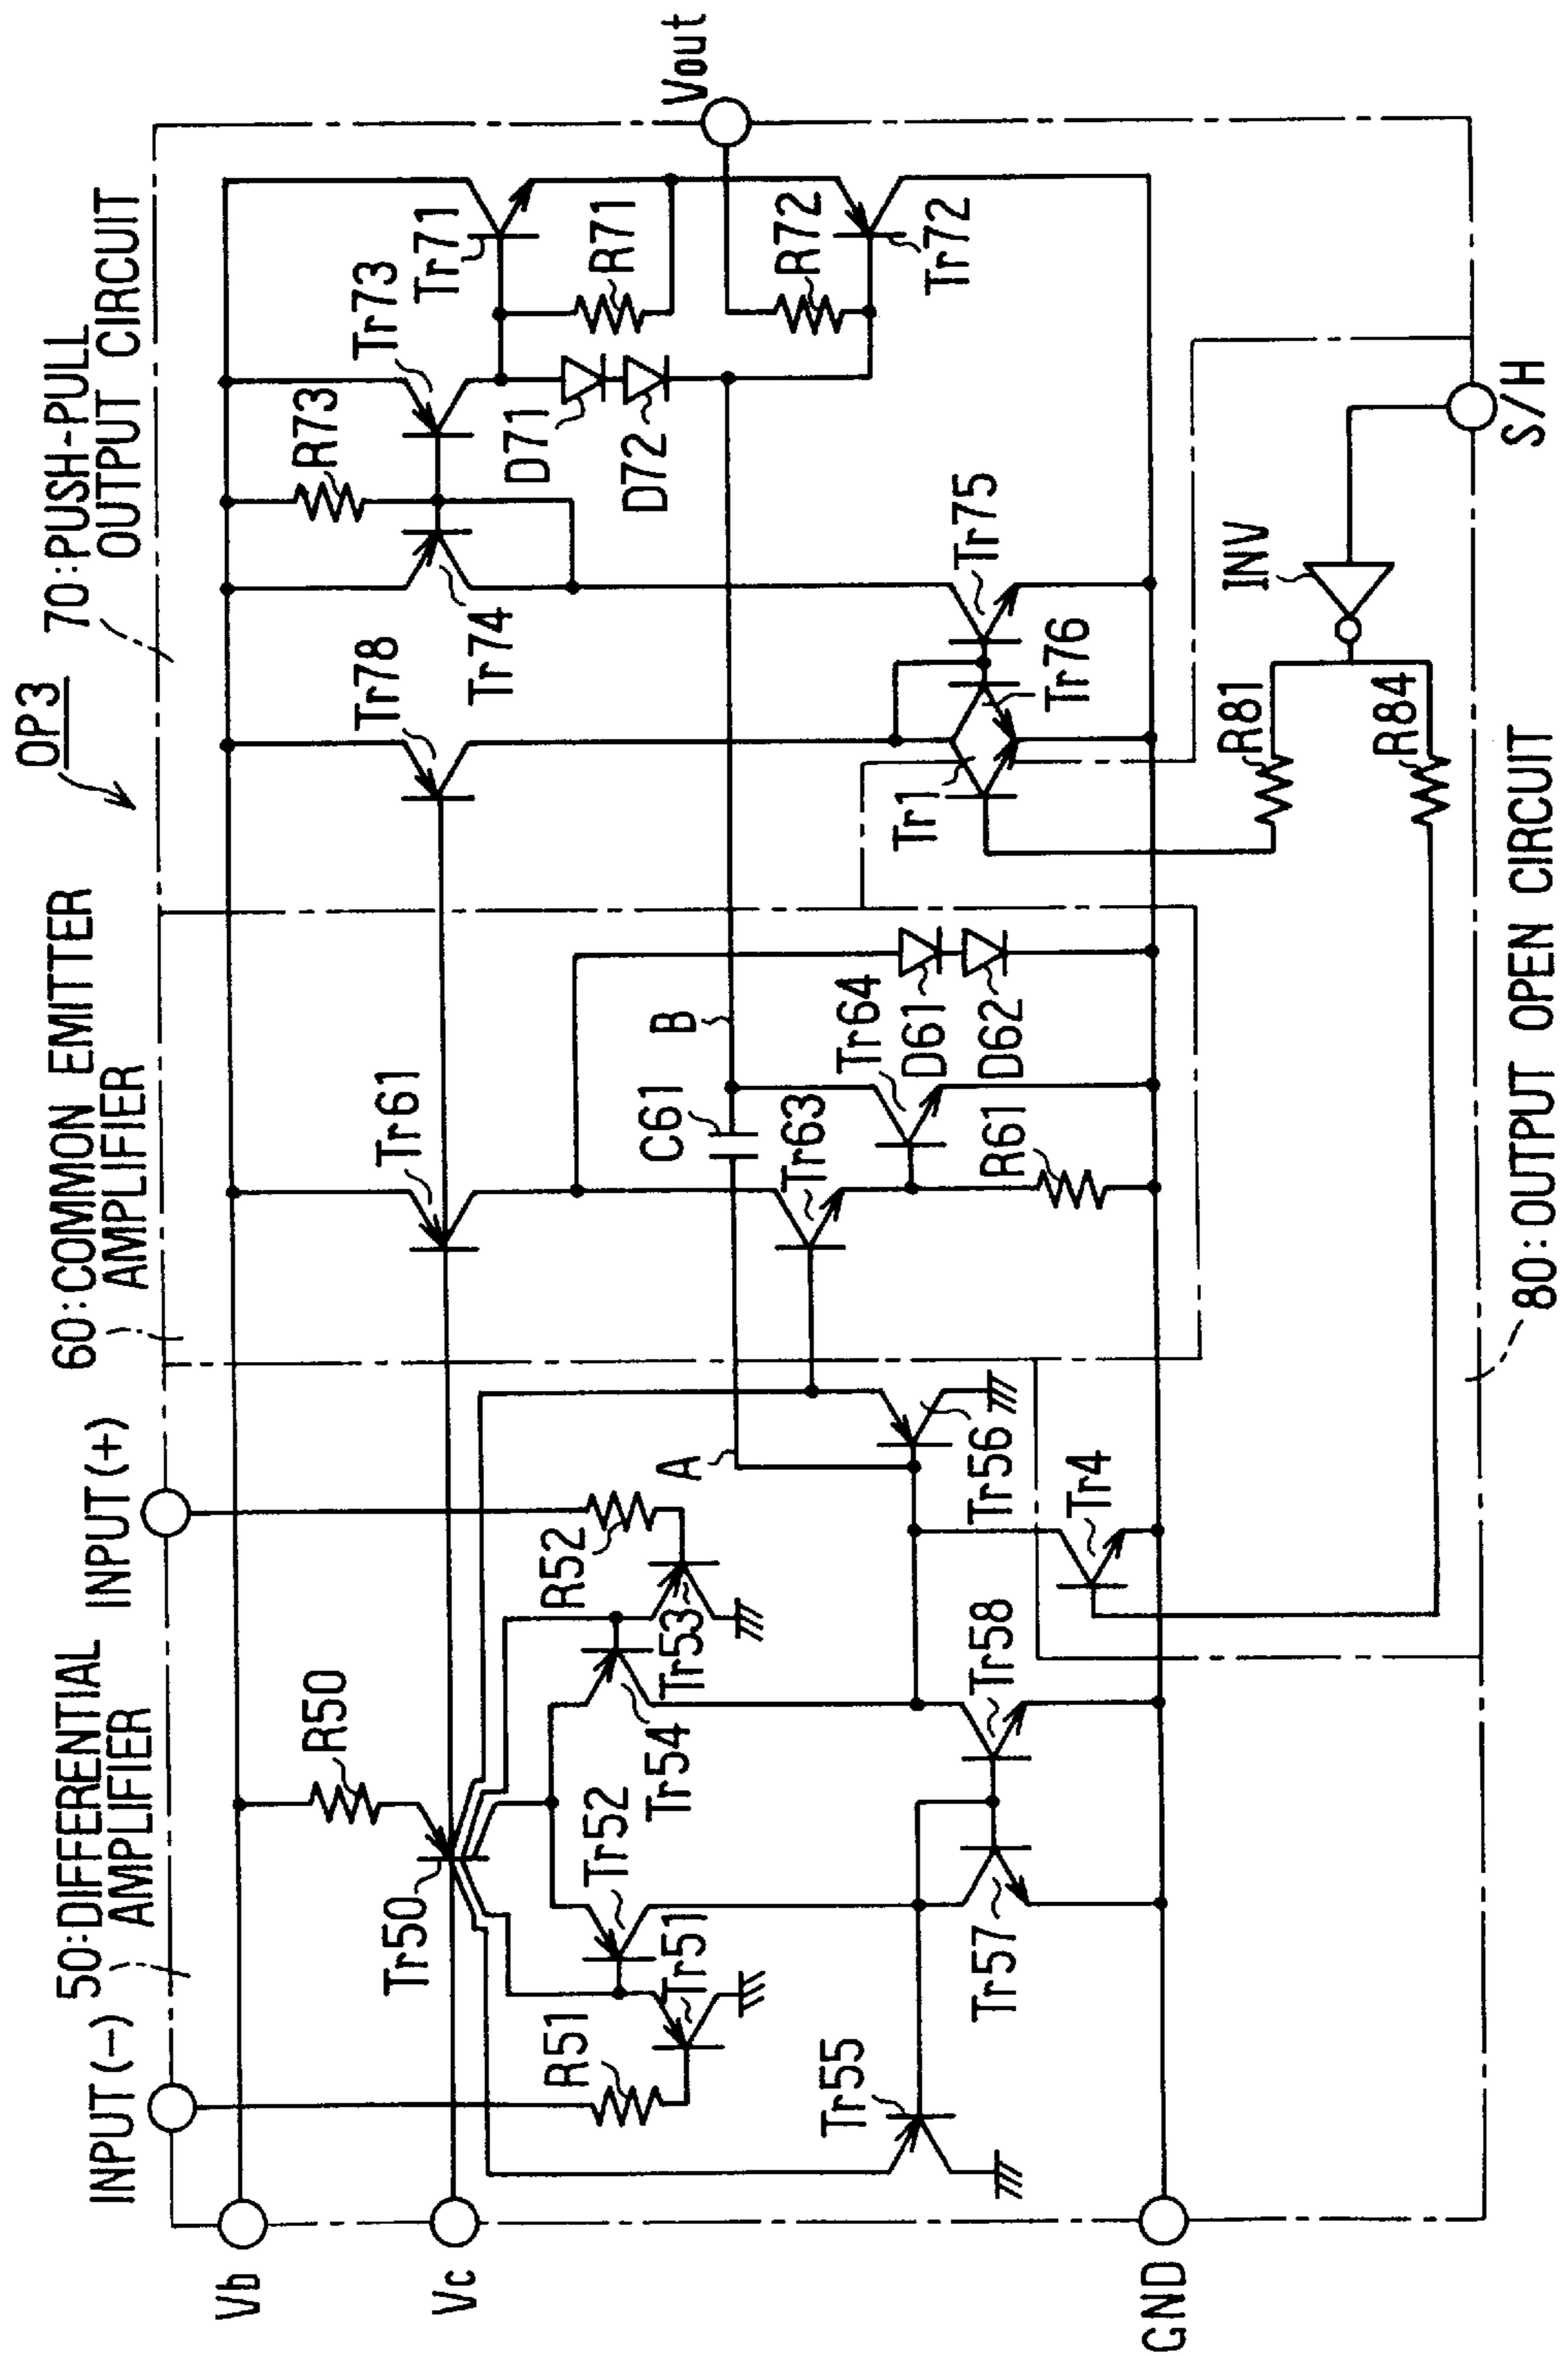 OP3
70:PUSH-PULL
OUTPUT CIRCUIT
60:COMMON EMITTER
AMPLIFIER
50:DIFFERENTIAL
AMPLIFIER
INPUT(+)
INPUT(−)
Vb
Vc
GND
Vout
S/H
80:OUTPUT OPEN CIRCUIT
Tr71
R71
R72
Tr72
Tr73
R73
D71
D72
Tr74
Tr75
Tr76
Tr78
Tr1
INV
R81
R84
Tr61
B
C61
Tr63
Tr64
D61
D62
R61
A
Tr56
Tr4
R52
Tr53
Tr54
Tr58
R50
Tr50
Tr52
Tr51
Tr57
R51
Tr55